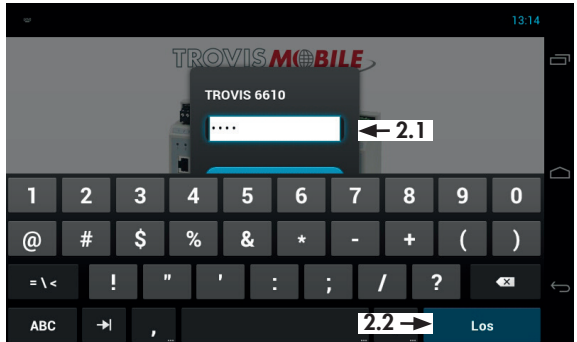 13:14
TROVIS MOBILE
TROVIS 6610
••••
2.1
1 2 3 4 5 6 7 8 9 0
@ # $ % & * - + ( )
= \ < ! " ' : ; / ?
ABC , ... ... ... 2.2 Los